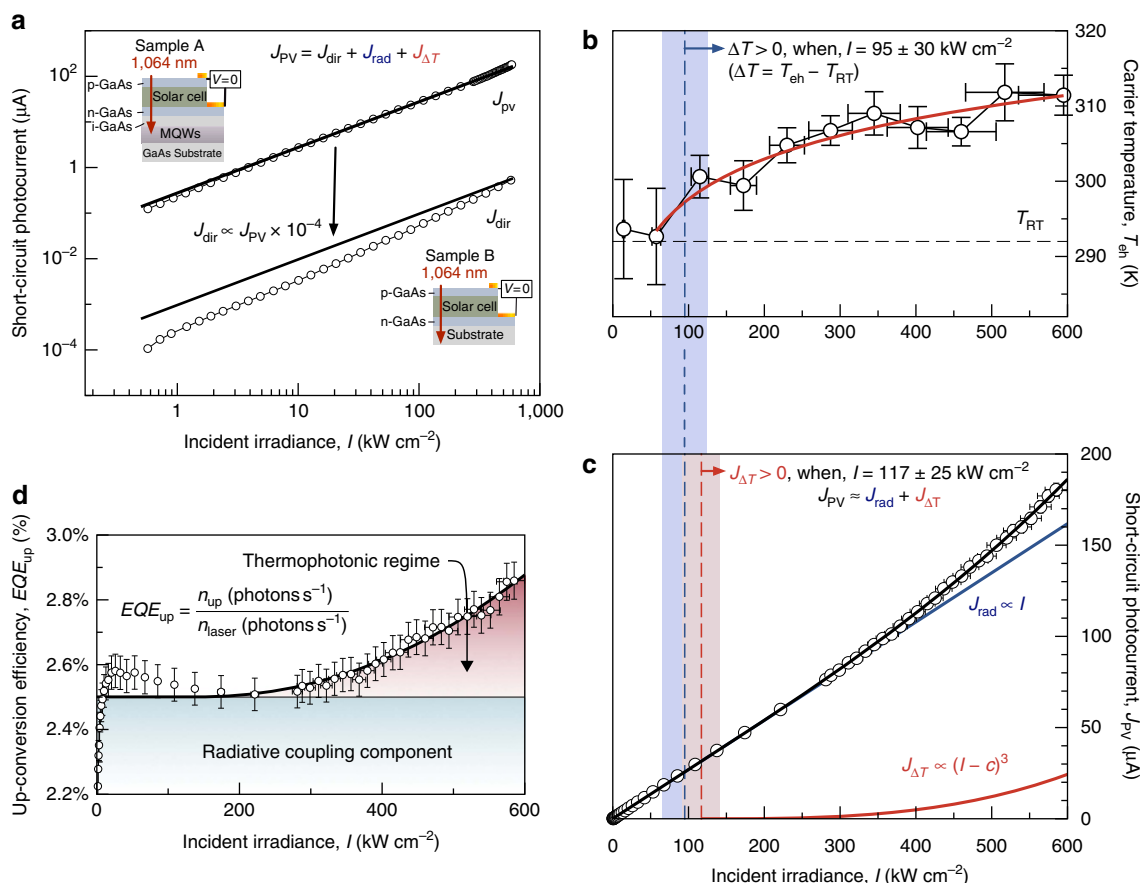 a
Sample A
1,064 nm
p-GaAs
Solar cell
V=0
n-GaAs
i-GaAs
MQWs
GaAs Substrate
J_PV = J_dir + J_rad + J_ΔT
J_pv
J_dir ∝ J_PV × 10⁻⁴
J_dir
Sample B
1,064 nm
p-GaAs
Solar cell
V=0
n-GaAs
Substrate
10²
1
10⁻²
10⁻⁴
Short-circuit photocurrent (μA)
1
10
100
1,000
Incident irradiance, I (kW cm⁻²)
b
ΔT > 0, when, I = 95 ± 30 kW cm⁻²
(ΔT = T_eh – T_RT)
T_RT
320
310
300
290
Carrier temperature, T_eh (K)
0
100
200
300
400
500
600
c
J_ΔT > 0, when, I = 117 ± 25 kW cm⁻²
J_PV ≈ J_rad + J_ΔT
J_rad ∝ I
J_ΔT ∝ (I – c)³
200
150
100
50
0
Short-circuit photocurrent, J_PV (μA)
0
100
200
300
400
500
600
Incident irradiance, I (kW cm⁻²)
d
Thermophotonic regime
EQE_up = n_up (photons s⁻¹)
n_laser (photons s⁻¹)
Radiative coupling component
3.0%
2.8%
2.6%
2.4%
2.2%
Up-conversion efficiency, EQE_up (%)
0
200
400
600
Incident irradiance, I (kW cm⁻²)